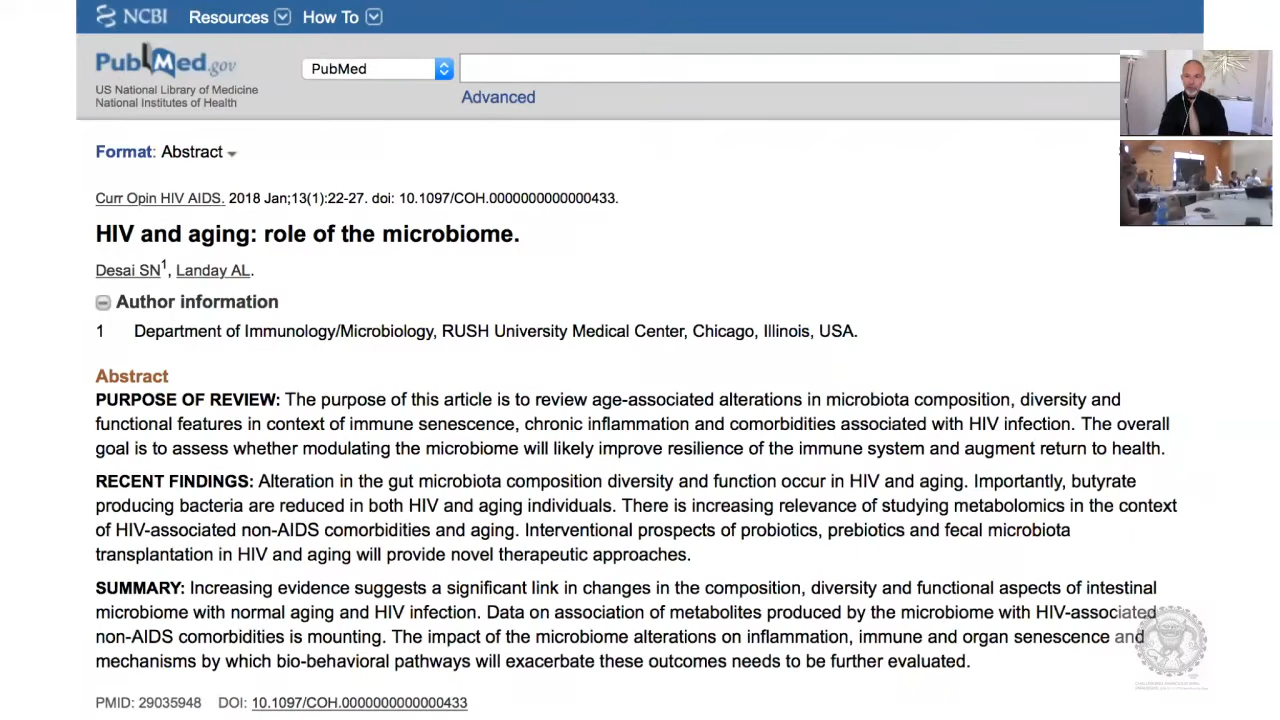 NCBI Resources How To
PubMed.gov
US National Library of Medicine
National Institutes of Health
PubMed
Advanced
Format: Abstract
Curr Opin HIV AIDS. 2018 Jan;13(1):22-27. doi: 10.1097/COH.0000000000000433.
HIV and aging: role of the microbiome.
Desai SN1, Landay AL.
Author information
1 Department of Immunology/Microbiology, RUSH University Medical Center, Chicago, Illinois, USA.
Abstract
PURPOSE OF REVIEW: The purpose of this article is to review age-associated alterations in microbiota composition, diversity and
functional features in context of immune senescence, chronic inflammation and comorbidities associated with HIV infection. The overall
goal is to assess whether modulating the microbiome will likely improve resilience of the immune system and augment return to health.
RECENT FINDINGS: Alteration in the gut microbiota composition diversity and function occur in HIV and aging. Importantly, butyrate
producing bacteria are reduced in both HIV and aging individuals. There is increasing relevance of studying metabolomics in the context
of HIV-associated non-AIDS comorbidities and aging. Interventional prospects of probiotics, prebiotics and fecal microbiota
transplantation in HIV and aging will provide novel therapeutic approaches.
SUMMARY: Increasing evidence suggests a significant link in changes in the composition, diversity and functional aspects of intestinal
microbiome with normal aging and HIV infection. Data on association of metabolites produced by the microbiome with HIV-associated
non-AIDS comorbidities is mounting. The impact of the microbiome alterations on inflammation, immune and organ senescence and
mechanisms by which bio-behavioral pathways will exacerbate these outcomes needs to be further evaluated.
PMID: 29035948 DOI: 10.1097/COH.0000000000000433